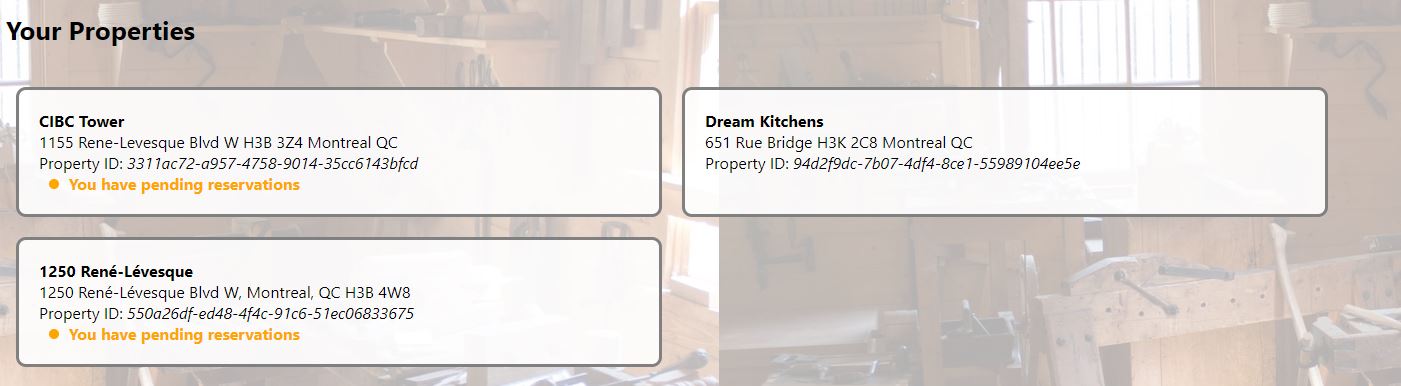 Your Properties
CIBC Tower
1155 Rene-Levesque Blvd W H3B 3Z4 Montreal QC
Property ID: 3311ac72-a957-4758-9014-35cc6143bfcd
You have pending reservations
Dream Kitchens
651 Rue Bridge H3K 2C8 Montreal QC
Property ID: 94d2f9dc-7b07-4df4-8ce1-55989104ee5e
1250 René-Lévesque
1250 René-Lévesque Blvd W, Montreal, QC H3B 4W8
Property ID: 550a26df-ed48-4f4c-91c6-51ec06833675
You have pending reservations